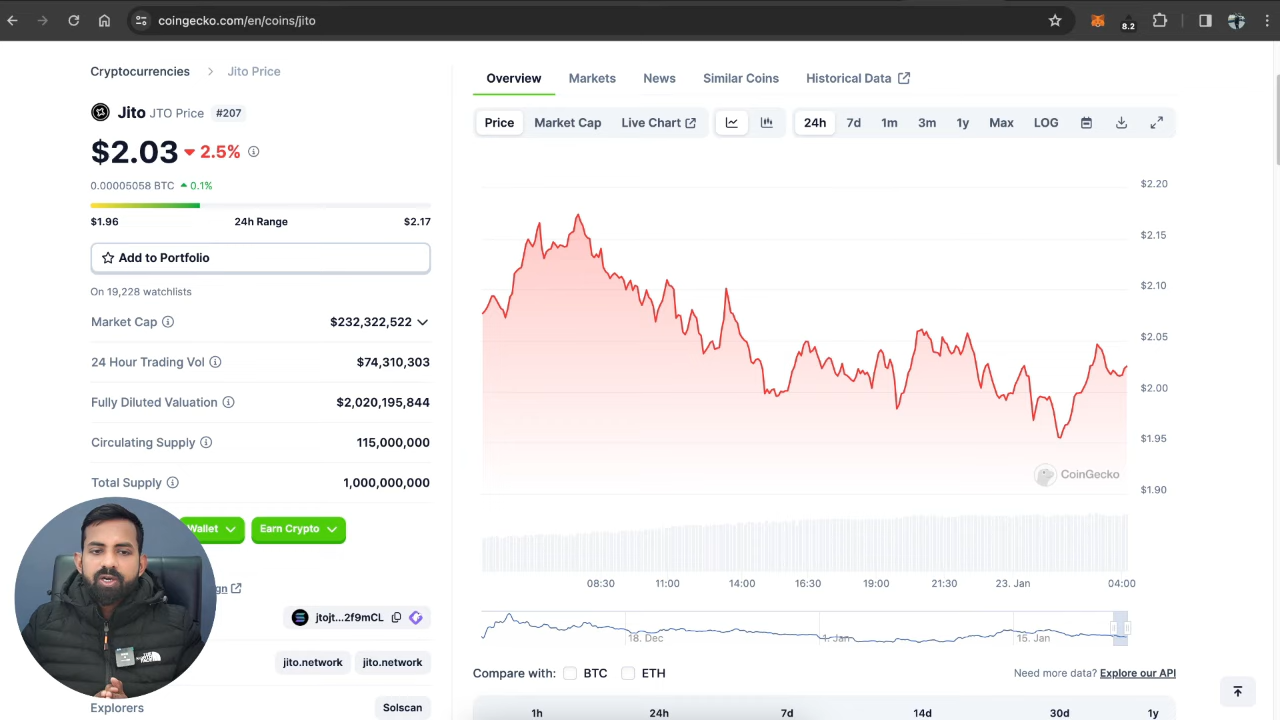 coingecko.com/en/coins/jito
8.2
Cryptocurrencies > Jito Price
Jito JTO Price #207
$2.03 2.5%
0.00005058 BTC 0.1%
$1.96 24h Range $2.17
Add to Portfolio
On 19,228 watchlists
Market Cap $232,322,522
24 Hour Trading Vol $74,310,303
Fully Diluted Valuation $2,020,195,844
Circulating Supply 115,000,000
Total Supply 1,000,000,000
Wallet Earn Crypto
jtojt...2f9mCL
jito.network jito.network
Explorers Solscan
Overview Markets News Similar Coins Historical Data
Price Market Cap Live Chart 24h 7d 1m 3m 1y Max LOG
$2.20
$2.15
$2.10
$2.05
$2.00
$1.95
$1.90
CoinGecko
08:30 11:00 14:00 16:30 19:00 21:30 23. Jan 04:00
18. Dec 1. Jan 15. Jan
Compare with: BTC ETH Need more data? Explore our API
1h 24h 7d 14d 30d 1y